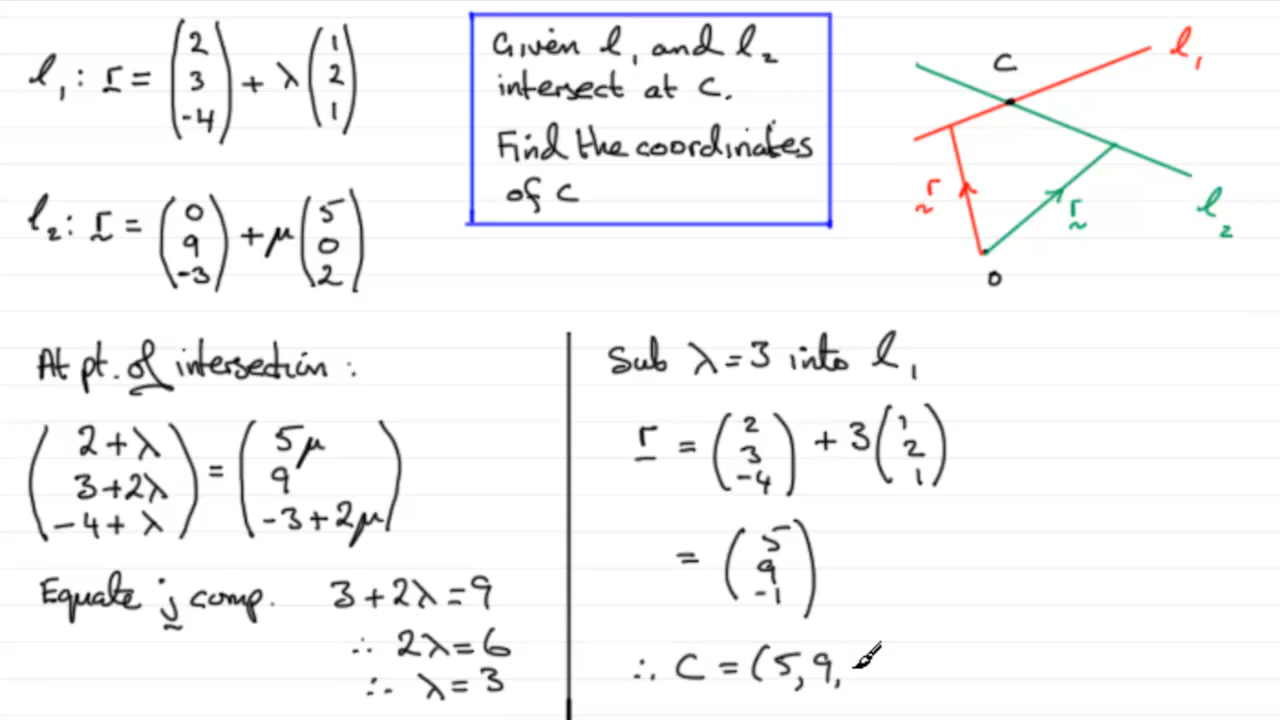 l₁: r = (2 3 -4) + λ (1 2 1)
l₂: r = (0 9 -3) + μ (5 0 2)
Given l₁ and l₂
intersect at C.
Find the coordinates
of C
C
l₁
r
r
l₂
O
At pt. of intersection :
(2+λ 3+2λ -4+λ) = (5μ 9 -3+2μ)
Equate j comp. 3+2λ=9
∴ 2λ=6
∴ λ=3
Sub λ=3 into l₁
r = (2 3 -4) + 3 (1 2 1)
= (5 9 -1)
∴ C = (5, 9,